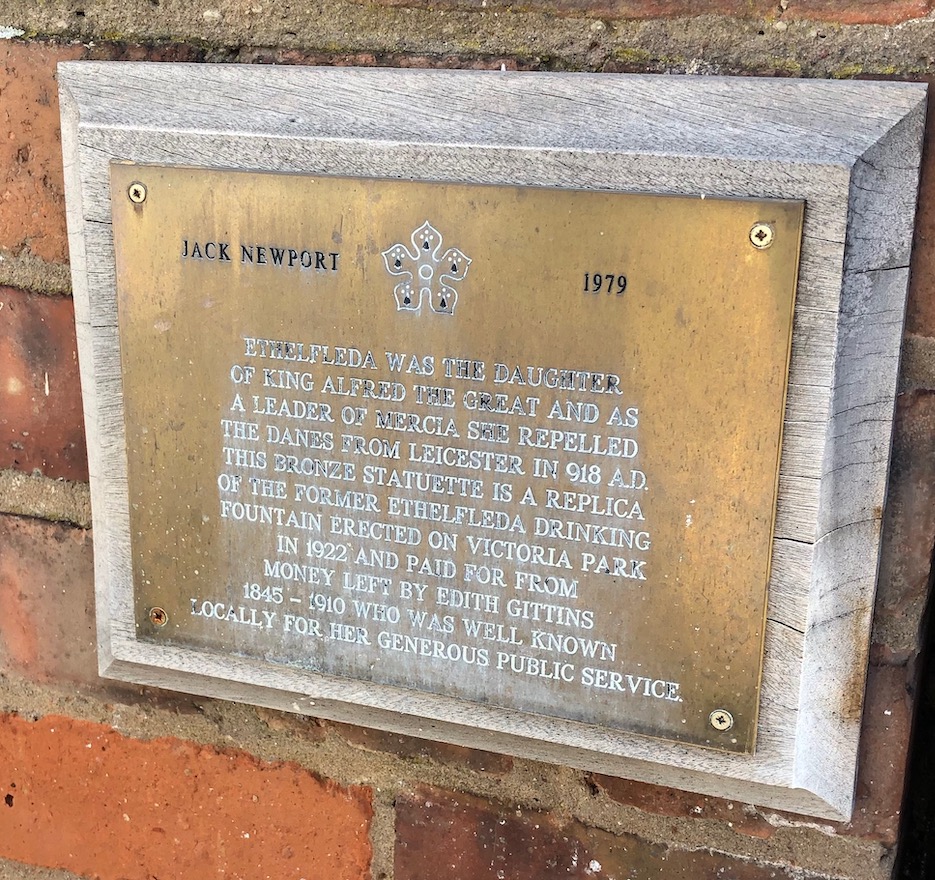 JACK NEWPORT 1979
ETHELFLEDA WAS THE DAUGHTER
OF KING ALFRED THE GREAT AND AS
A LEADER OF MERCIA SHE REPELLED
THE DANES FROM LEICESTER IN 918 A.D.
THIS BRONZE STATUETTE IS A REPLICA
OF THE FORMER ETHELFLEDA DRINKING
FOUNTAIN ERECTED ON VICTORIA PARK
IN 1922 AND PAID FOR FROM
MONEY LEFT BY EDITH GITTINS
1845 – 1910 WHO WAS WELL KNOWN
LOCALLY FOR HER GENEROUS PUBLIC SERVICE.